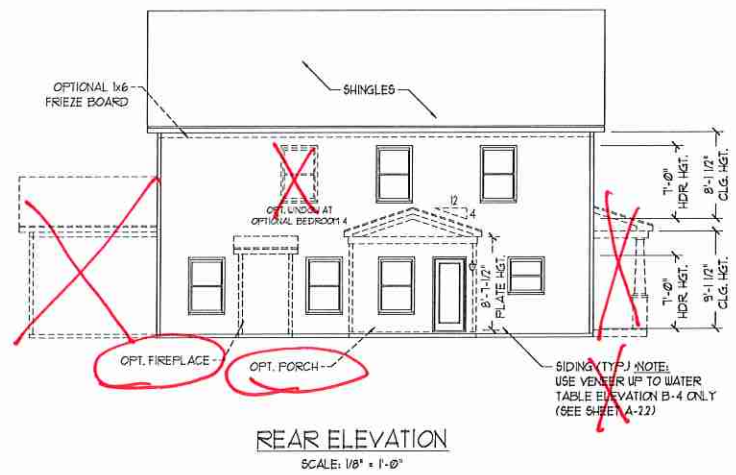 OPTIONAL 1x6
FRIEZE BOARD
SHINGLES
OPT. WINDOW AT
OPTIONAL BEDROOM 4
12
4
7'-0"
HDR. HGT.
8'-1 1/2"
CLG. HGT.
8'-7-1/2"
PLATE HGT.
7'-0"
HDR. HGT.
9'-1 1/2"
CLG. HGT.
OPT. FIREPLACE
OPT. PORCH
SIDING (TYP.) *NOTE:
USE VENEER UP TO WATER
TABLE ELEVATION B-4 ONLY
(SEE SHEET A-2.2)
REAR ELEVATION
SCALE: 1/8" = 1'-0"